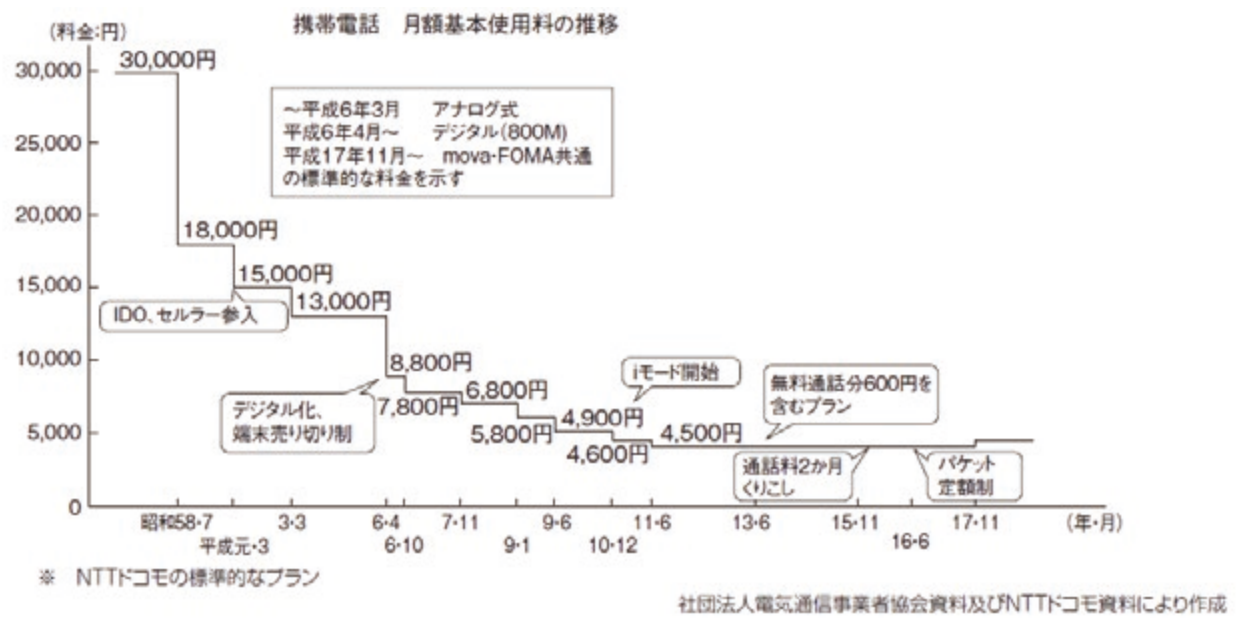 携帯電話　月額基本使用料の推移
(料金:円)
30,000円
30,000
～平成6年3月　アナログ式
平成6年4月～　デジタル(800M)
平成17年11月～　mova・FOMA共通
の標準的な料金を示す
25,000
20,000
18,000円
15,000円
15,000
13,000円
IDO、セルラー参入
10,000
8,800円
iモード開始
無料通話分600円を
含むプラン
デジタル化、
端末売り切り制
7,800円
6,800円
5,800円
4,900円
4,600円
4,500円
5,000
通話料2か月
くりこし
パケット
定額制
0
昭和58・7　3・3　6・4　7・11　9・6　11・6　13・6　15・11　17・11　(年・月)
平成元・3　6・10　9・1　10・12　16・6
※　NTTドコモの標準的なプラン
社団法人電気通信事業者協会資料及びNTTドコモ資料により作成